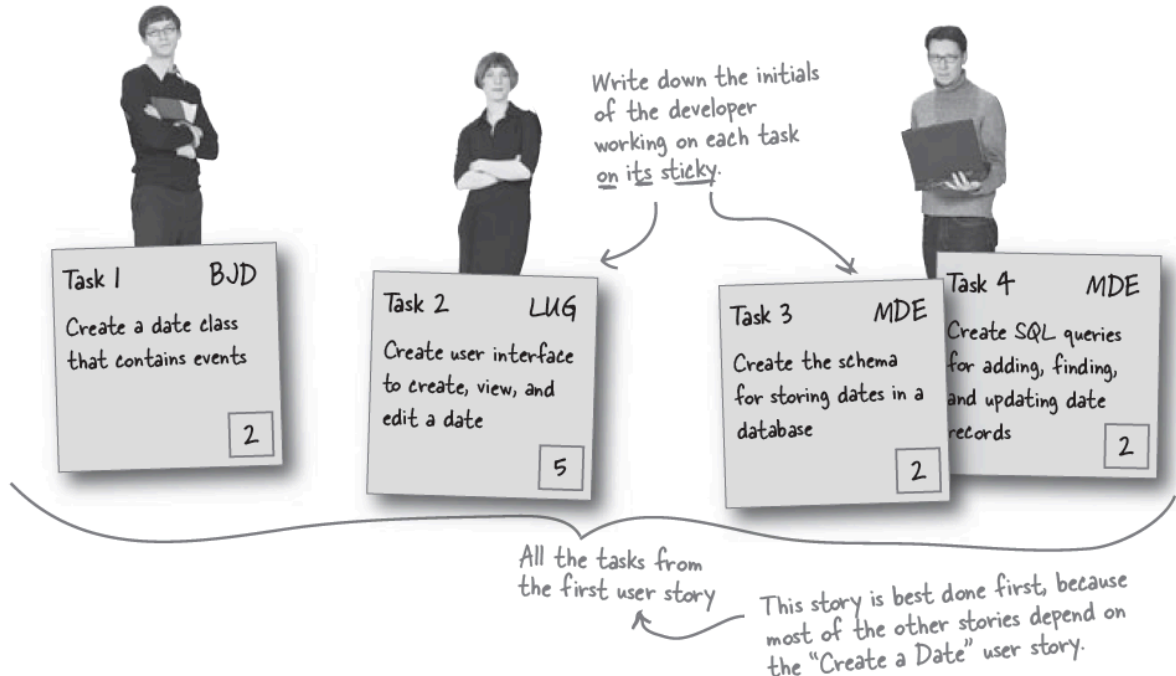 Write down the initials
of the developer
working on each task
on its sticky.
Task 1 BJD
Create a date class
that contains events
2
Task 2 LUG
Create user interface
to create, view, and
edit a date
5
Task 3 MDE
Create the schema
for storing dates in a
database
2
Task 4 MDE
Create SQL queries
for adding, finding,
and updating date
records
2
All the tasks from
the first user story
This story is best done first, because
most of the other stories depend on
the “Create a Date” user story.